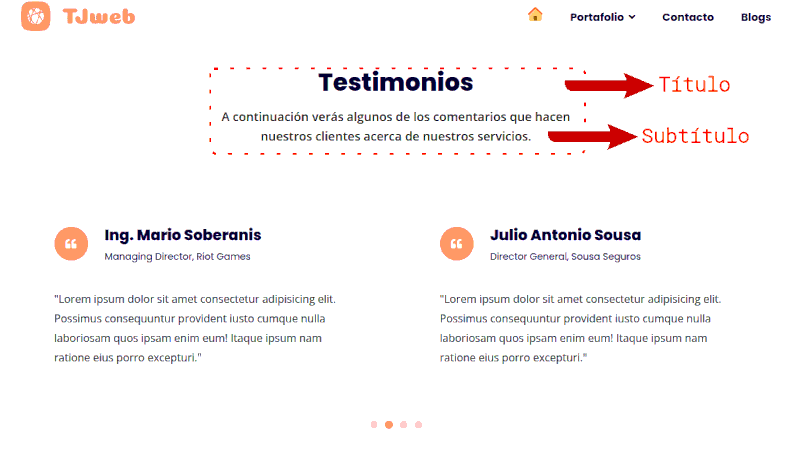 TJweb
Portafolio
Contacto
Blogs
Testimonios
Título
A continuación verás algunos de los comentarios que hacen
nuestros clientes acerca de nuestros servicios.
Subtítulo
Ing. Mario Soberanis
Managing Director, Riot Games
"Lorem ipsum dolor sit amet consectetur adipisicing elit.
Possimus consequuntur provident iusto cumque nulla
laboriosam quos ipsam enim eum! Itaque ipsum nam
ratione eius porro excepturi."
Julio Antonio Sousa
Director General, Sousa Seguros
"Lorem ipsum dolor sit amet consectetur adipisicing elit.
Possimus consequuntur provident iusto cumque nulla
laboriosam quos ipsam enim eum! Itaque ipsum nam
ratione eius porro excepturi."